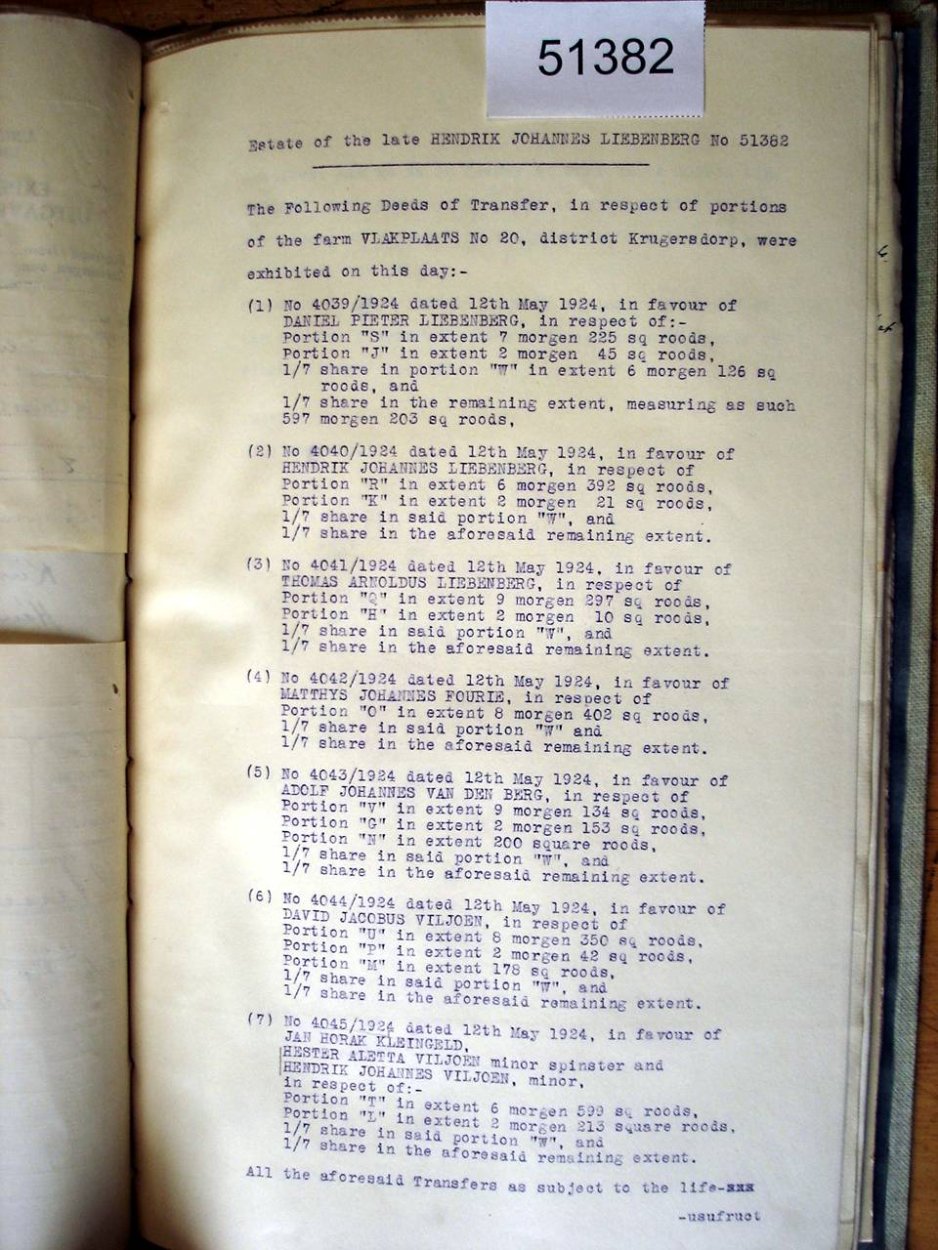 51382
Estate of the late HENDRIK JOHANNES LIEBENBERG No 51382
The Following Deeds of Transfer, in respect of portions
of the farm VLAKPLAATS No 20, district Krugersdorp, were
exhibited on this day:-
(1) No 4039/1924 dated 12th May 1924, in favour of
DANIEL PIETER LIEBENBERG, in respect of:-
Portion "S" in extent 7 morgen 225 sq roods,
Portion "J" in extent 2 morgen 45 sq roods,
1/7 share in portion "W" in extent 6 morgen 126 sq
roods, and
1/7 share in the remaining extent, measuring as such
597 morgen 203 sq roods,
(2) No 4040/1924 dated 12th May 1924, in favour of
HENDRIK JOHANNES LIEBENBERG, in respect of
Portion "R" in extent 6 morgen 392 sq roods,
Portion "K" in extent 2 morgen 21 sq roods,
1/7 share in said portion "W", and
1/7 share in the aforesaid remaining extent.
(3) No 4041/1924 dated 12th May 1924, in favour of
THOMAS ARNOLDUS LIEBENBERG, in respect of
Portion "Q" in extent 9 morgen 297 sq roods,
Portion "H" in extent 2 morgen 10 sq roods,
1/7 share in said portion "W", and
1/7 share in the aforesaid remaining extent.
(4) No 4042/1924 dated 12th May 1924, in favour of
MATTHYS JOHANNES FOURIE, in respect of
Portion "O" in extent 8 morgen 402 sq roods,
1/7 share in said portion "W" and
1/7 share in the aforesaid remaining extent.
(5) No 4043/1924 dated 12th May 1924, in favour of
ADOLF JOHANNES VAN DEN BERG, in respect of
Portion "V" in extent 9 morgen 134 sq roods,
Portion "G" in extent 2 morgen 153 sq roods,
Portion "N" in extent 200 square roods,
1/7 share in said portion "W", and
1/7 share in the aforesaid remaining extent.
(6) No 4044/1924 dated 12th May 1924, in favour of
DAVID JACOBUS VILJOEN, in respect of
Portion "U" in extent 8 morgen 350 sq roods,
Portion "P" in extent 2 morgen 42 sq roods,
Portion "M" in extent 178 sq roods,
1/7 share in said portion "W", and
1/7 share in the aforesaid remaining extent.
(7) No 4045/1924 dated 12th May 1924, in favour of
JAN HORAK KLEINGELD,
HESTER ALETTA VILJOEN minor spinster and
HENDRIK JOHANNES VILJOEN, minor,
in respect of:-
Portion "T" in extent 6 morgen 599 sq roods,
Portion "L" in extent 2 morgen 213 square roods,
1/7 share in said portion "W", and
1/7 share in the aforesaid remaining extent.
All the aforesaid Transfers as subject to the life-xxx
-usufruct